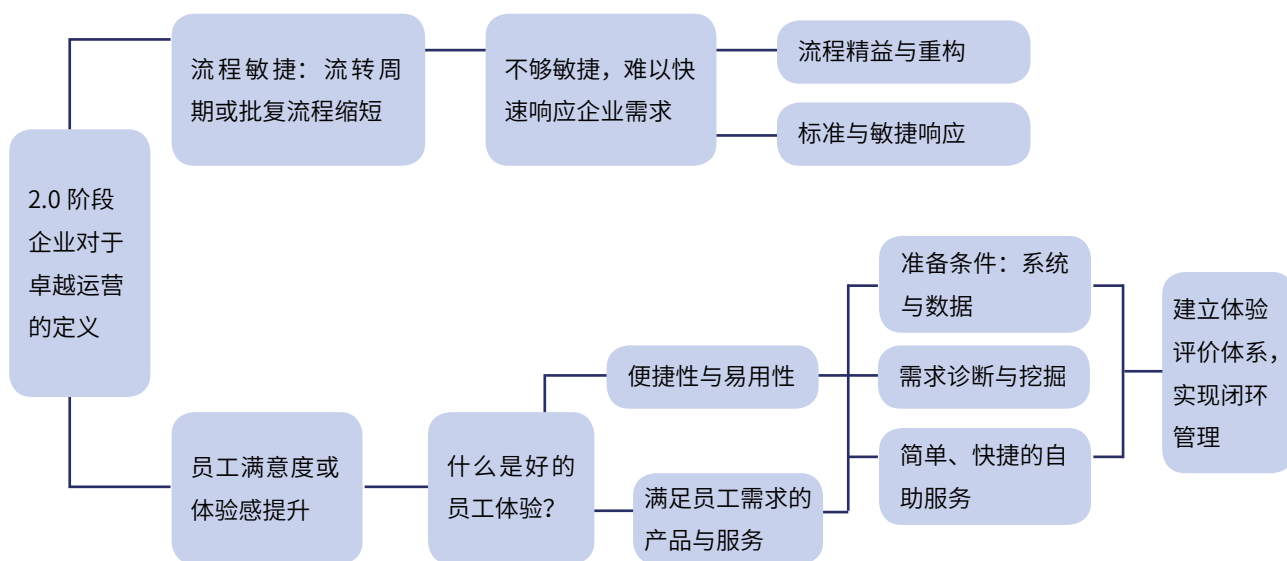 2.0 阶段
企业对于
卓越运营
的定义
流程敏捷：流转周
期或批复流程缩短
不够敏捷，难以快
速响应企业需求
流程精益与重构
标准与敏捷响应
员工满意度或
体验感提升
什么是好的
员工体验？
便捷性与易用性
满足员工需求的
产品与服务
准备条件：系统
与数据
需求诊断与挖掘
简单、快捷的自
助服务
建立体验
评价体系，
实现闭环
管理